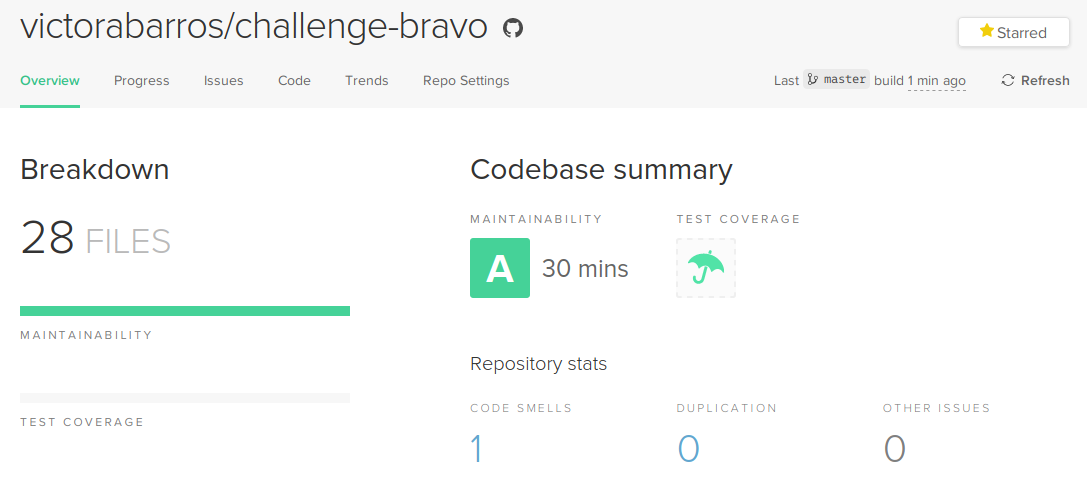 victorabarros/challenge-bravo
Starred
Overview Progress Issues Code Trends Repo Settings
Last master build 1 min ago Refresh
Breakdown
28 FILES
MAINTAINABILITY
TEST COVERAGE
Codebase summary
MAINTAINABILITY TEST COVERAGE
A 30 mins
Repository stats
CODE SMELLS DUPLICATION OTHER ISSUES
1 0 0